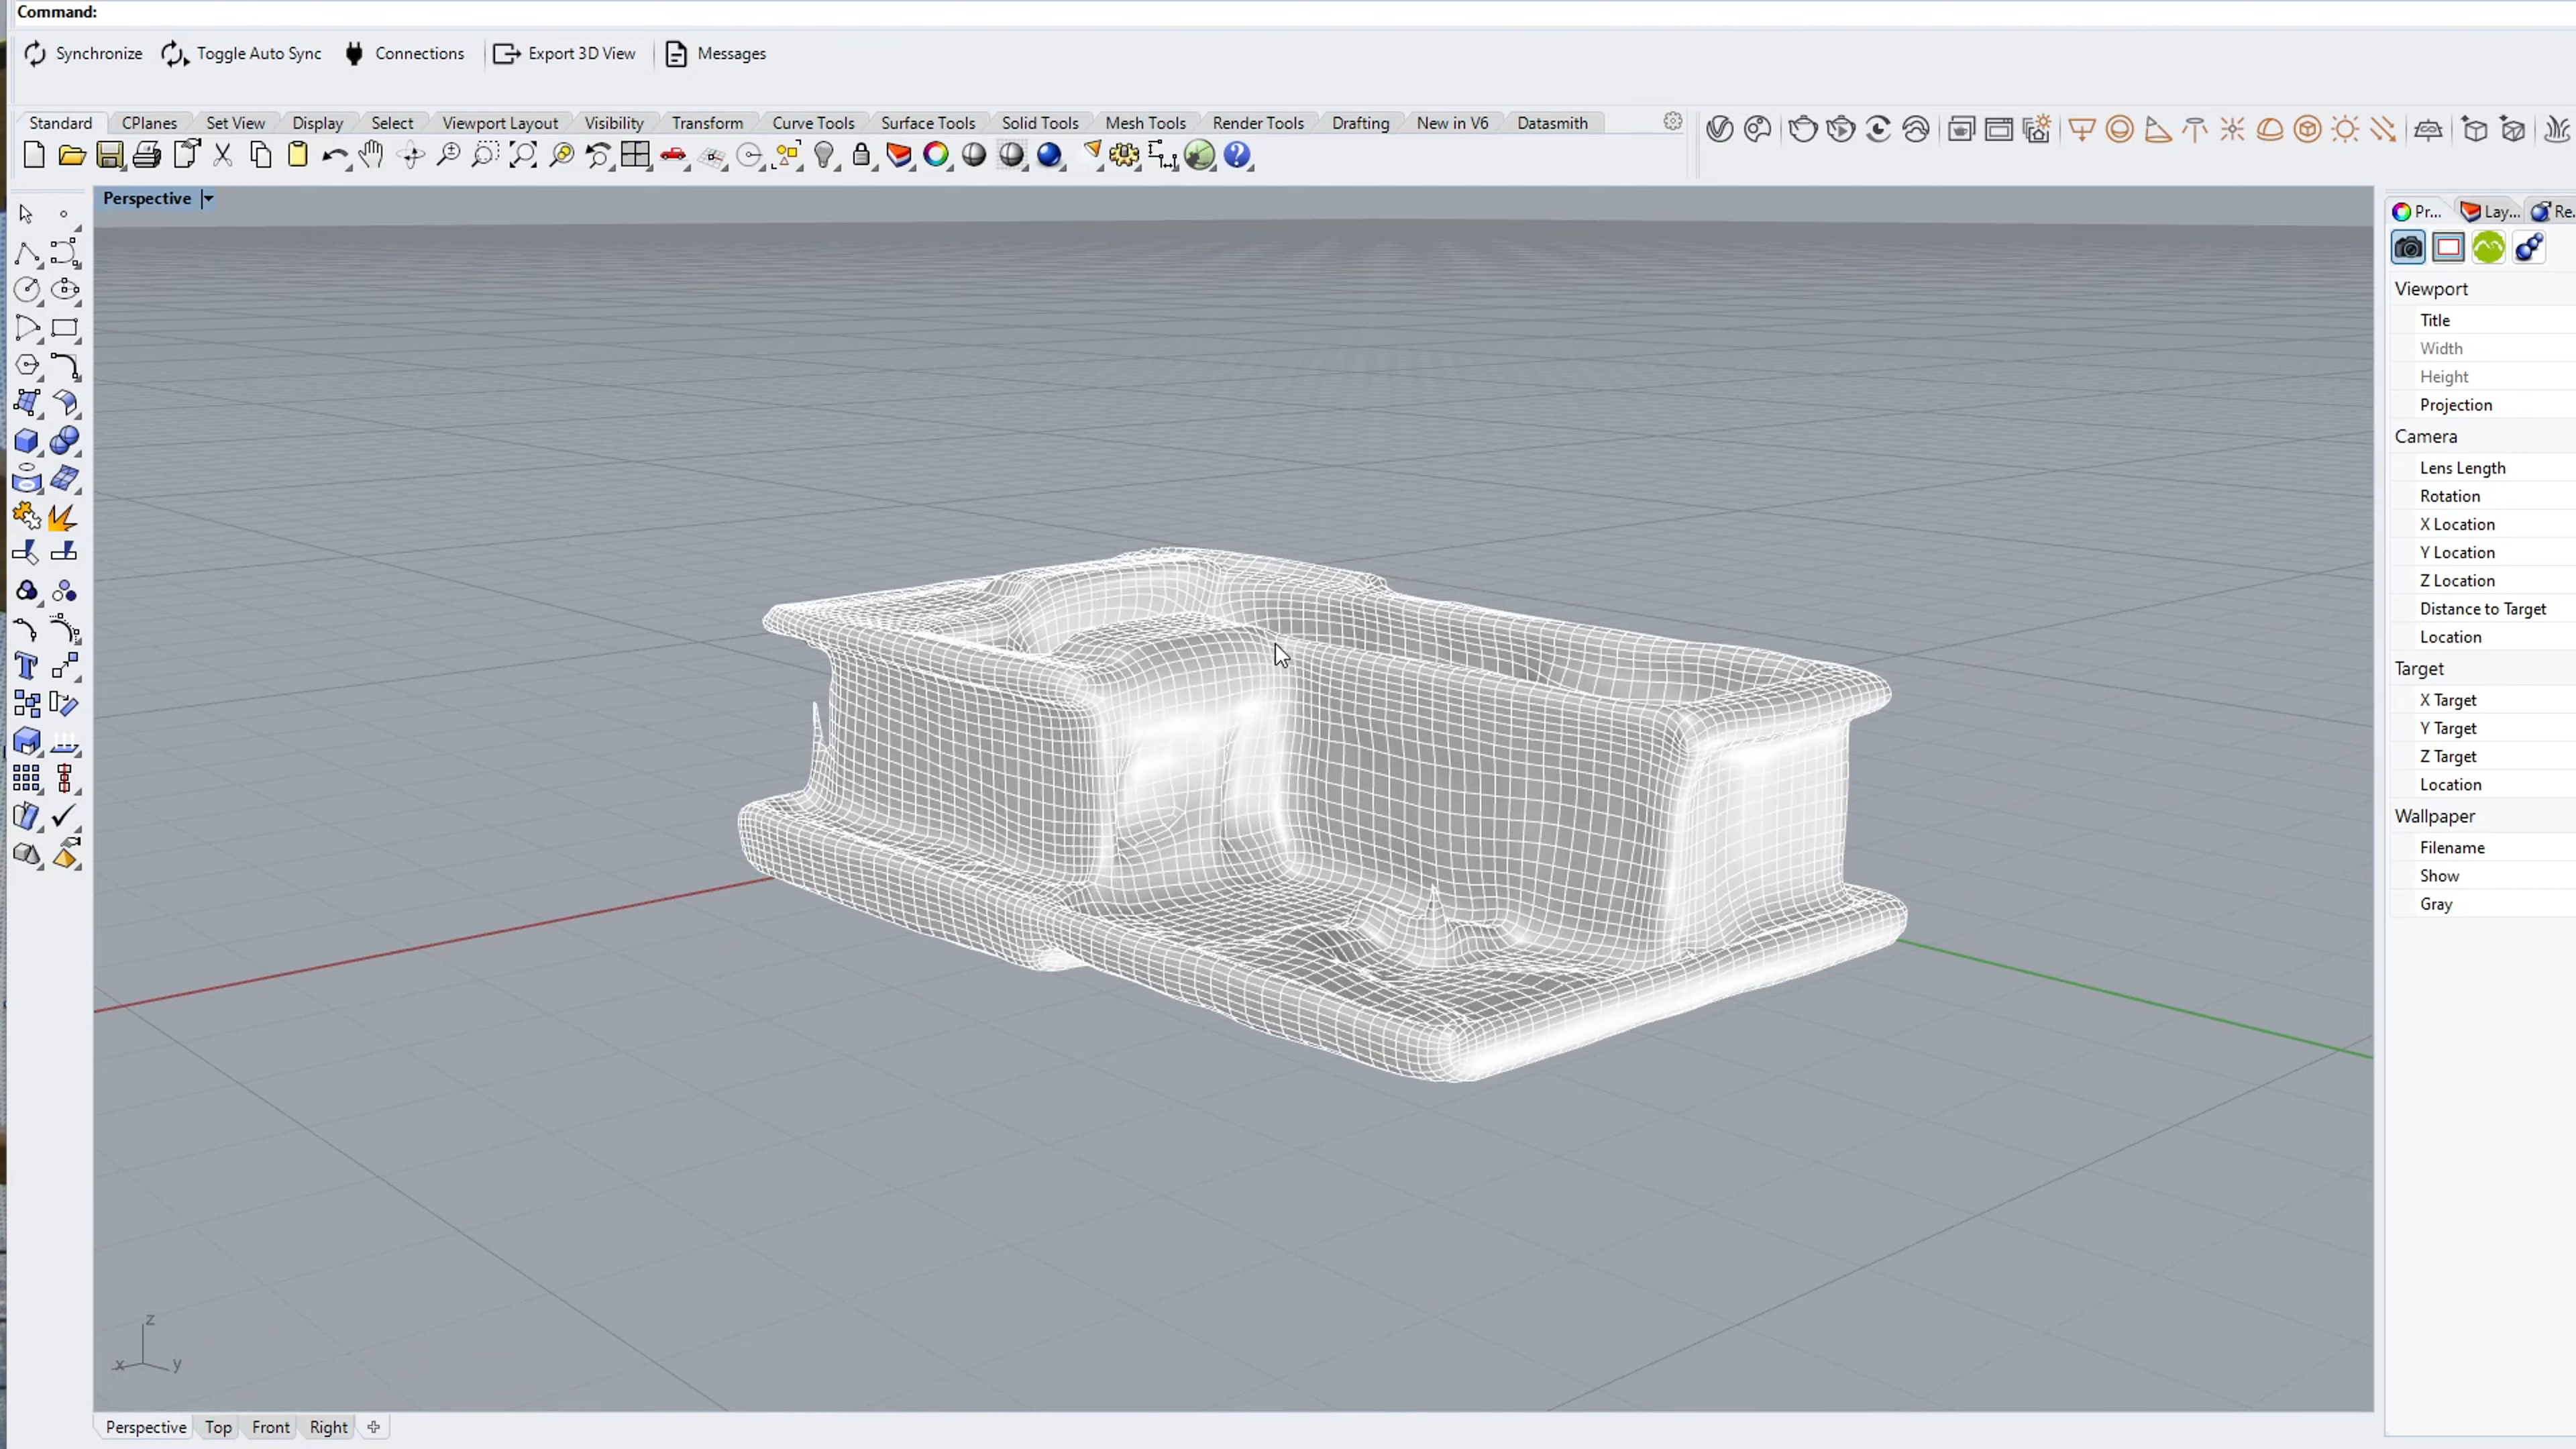 Command:
Synchronize Toggle Auto Sync Connections Export 3D View Messages
Standard CPlanes Set View Display Select Viewport Layout Visibility Transform Curve Tools Surface Tools Solid Tools Mesh Tools Render Tools Drafting New in V6 Datasmith
Perspective
Pr... Lay... Re.
Viewport
Title
Width
Height
Projection
Camera
Lens Length
Rotation
X Location
Y Location
Z Location
Distance to Target
Location
Target
X Target
Y Target
Z Target
Location
Wallpaper
Filename
Show
Gray
z
x y
Perspective Top Front Right